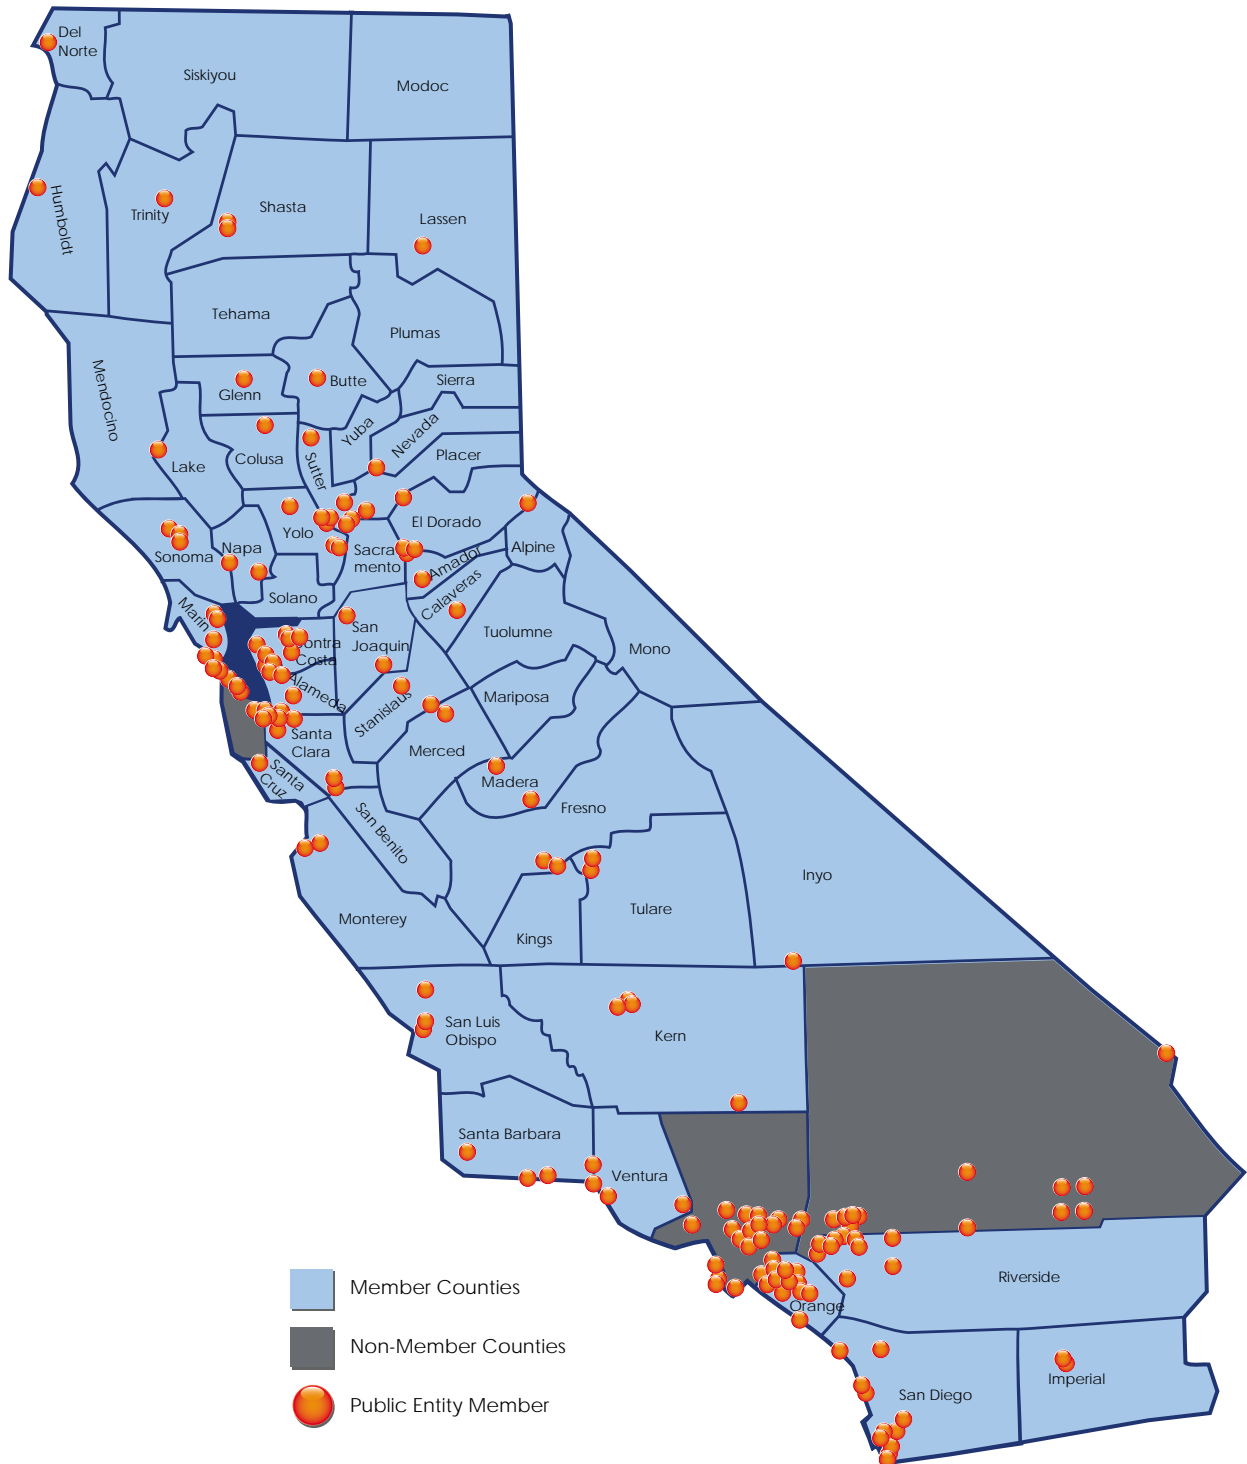 Del
Norte
Siskiyou
Modoc
Humboldt
Trinity
Shasta
Lassen
Tehama
Plumas
Mendocino
Glenn
Butte
Sierra
Lake
Colusa
Sutter
Yuba
Nevada
Placer
Sonoma
Napa
Yolo
Sacra
mento
El Dorado
Amador
Alpine
Calaveras
Solano
Marin
Contra
Costa
San
Joaquin
Tuolumne
Mono
Alameda
Stanislaus
Mariposa
Santa
Clara
Merced
Santa
Cruz
Madera
San Benito
Fresno
Monterey
Kings
Tulare
Inyo
San Luis
Obispo
Kern
Santa Barbara
Ventura
Riverside
Orange
San Diego
Imperial
Member Counties
Non-Member Counties
Public Entity Member